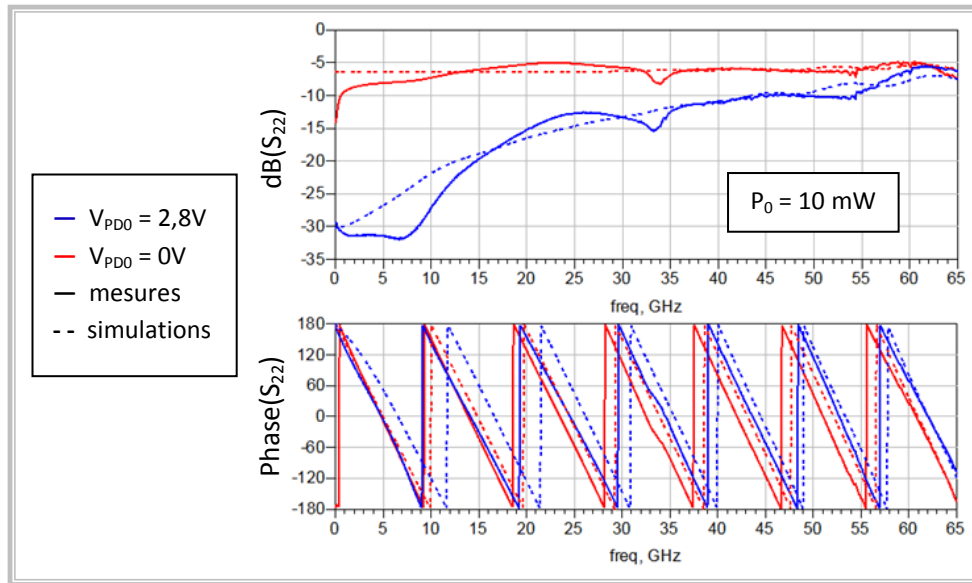 V_PD0 = 2,8V
V_PD0 = 0V
mesures
simulations
dB(S_22)
-5
-10
-15
-20
-25
-30
0
-35
P_0 = 10 mW
0 5 10 15 20 25 30 35 40 45 50 55 60 65
freq, GHz
Phase(S_22)
180
120
60
0
-60
-120
-180
0 5 10 15 20 25 30 35 40 45 50 55 60 65
freq, GHz